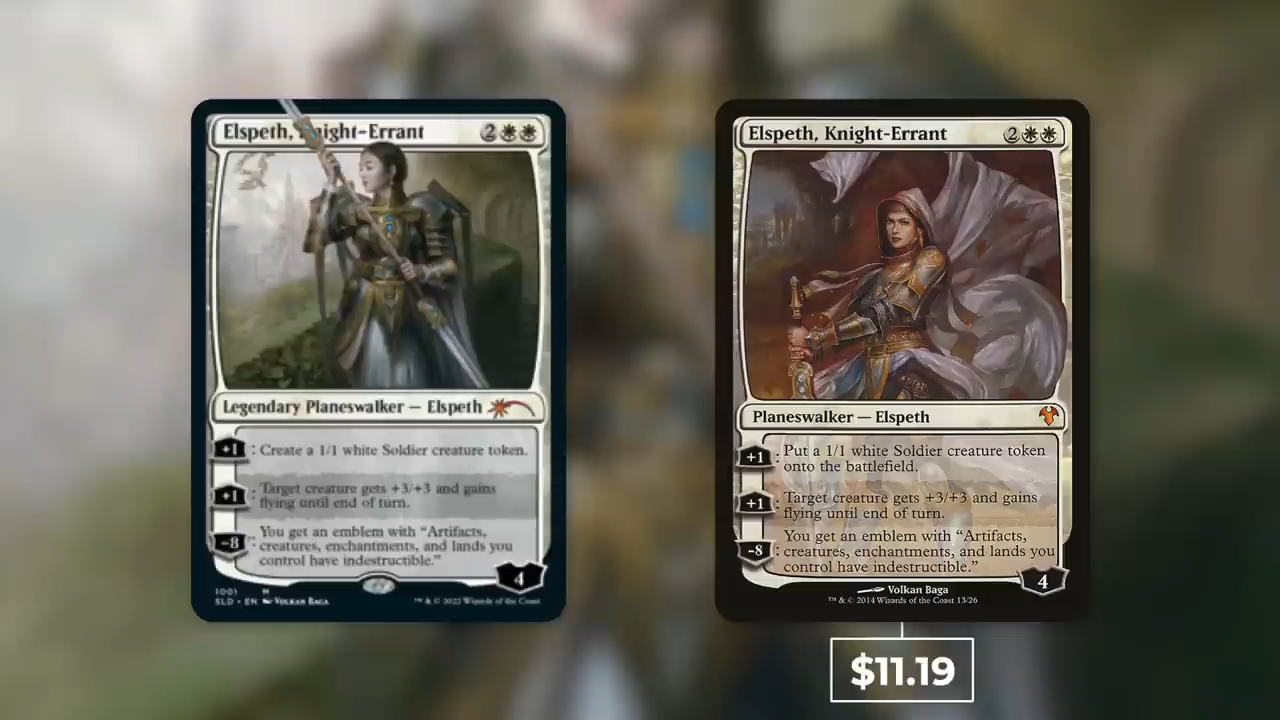 Elspeth, Knight-Errant 2
Legendary Planeswalker — Elspeth
+1 : Create a 1/1 white Soldier creature token.
+1 : Target creature gets +3/+3 and gains
flying until end of turn.
-8 : You get an emblem with “Artifacts,
creatures, enchantments, and lands you
control have indestructible.”
4
1001 M
SLD • EN Volkan Baga
™ & © 2022 Wizards of the Coast
Elspeth, Knight-Errant 2
Planeswalker — Elspeth
+1 : Put a 1/1 white Soldier creature token
onto the battlefield.
+1 : Target creature gets +3/+3 and gains
flying until end of turn.
-8 : You get an emblem with “Artifacts,
creatures, enchantments, and lands you
control have indestructible.”
4
Volkan Baga
™ & © 2014 Wizards of the Coast 13/26
$11.19